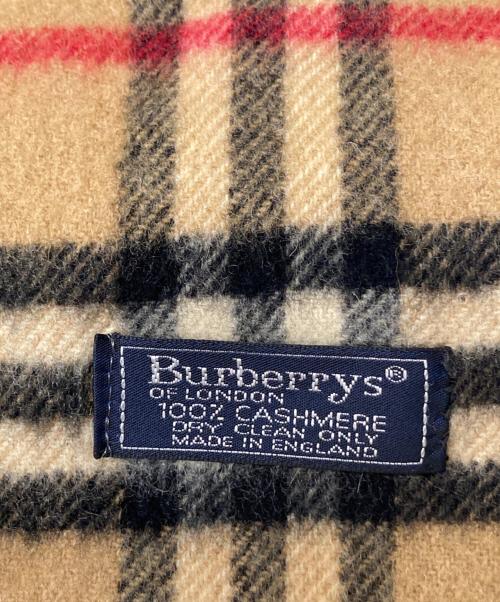 Burberrys®
OF LONDON
100% CASHMERE
DRY CLEAN ONLY
MADE IN ENGLAND